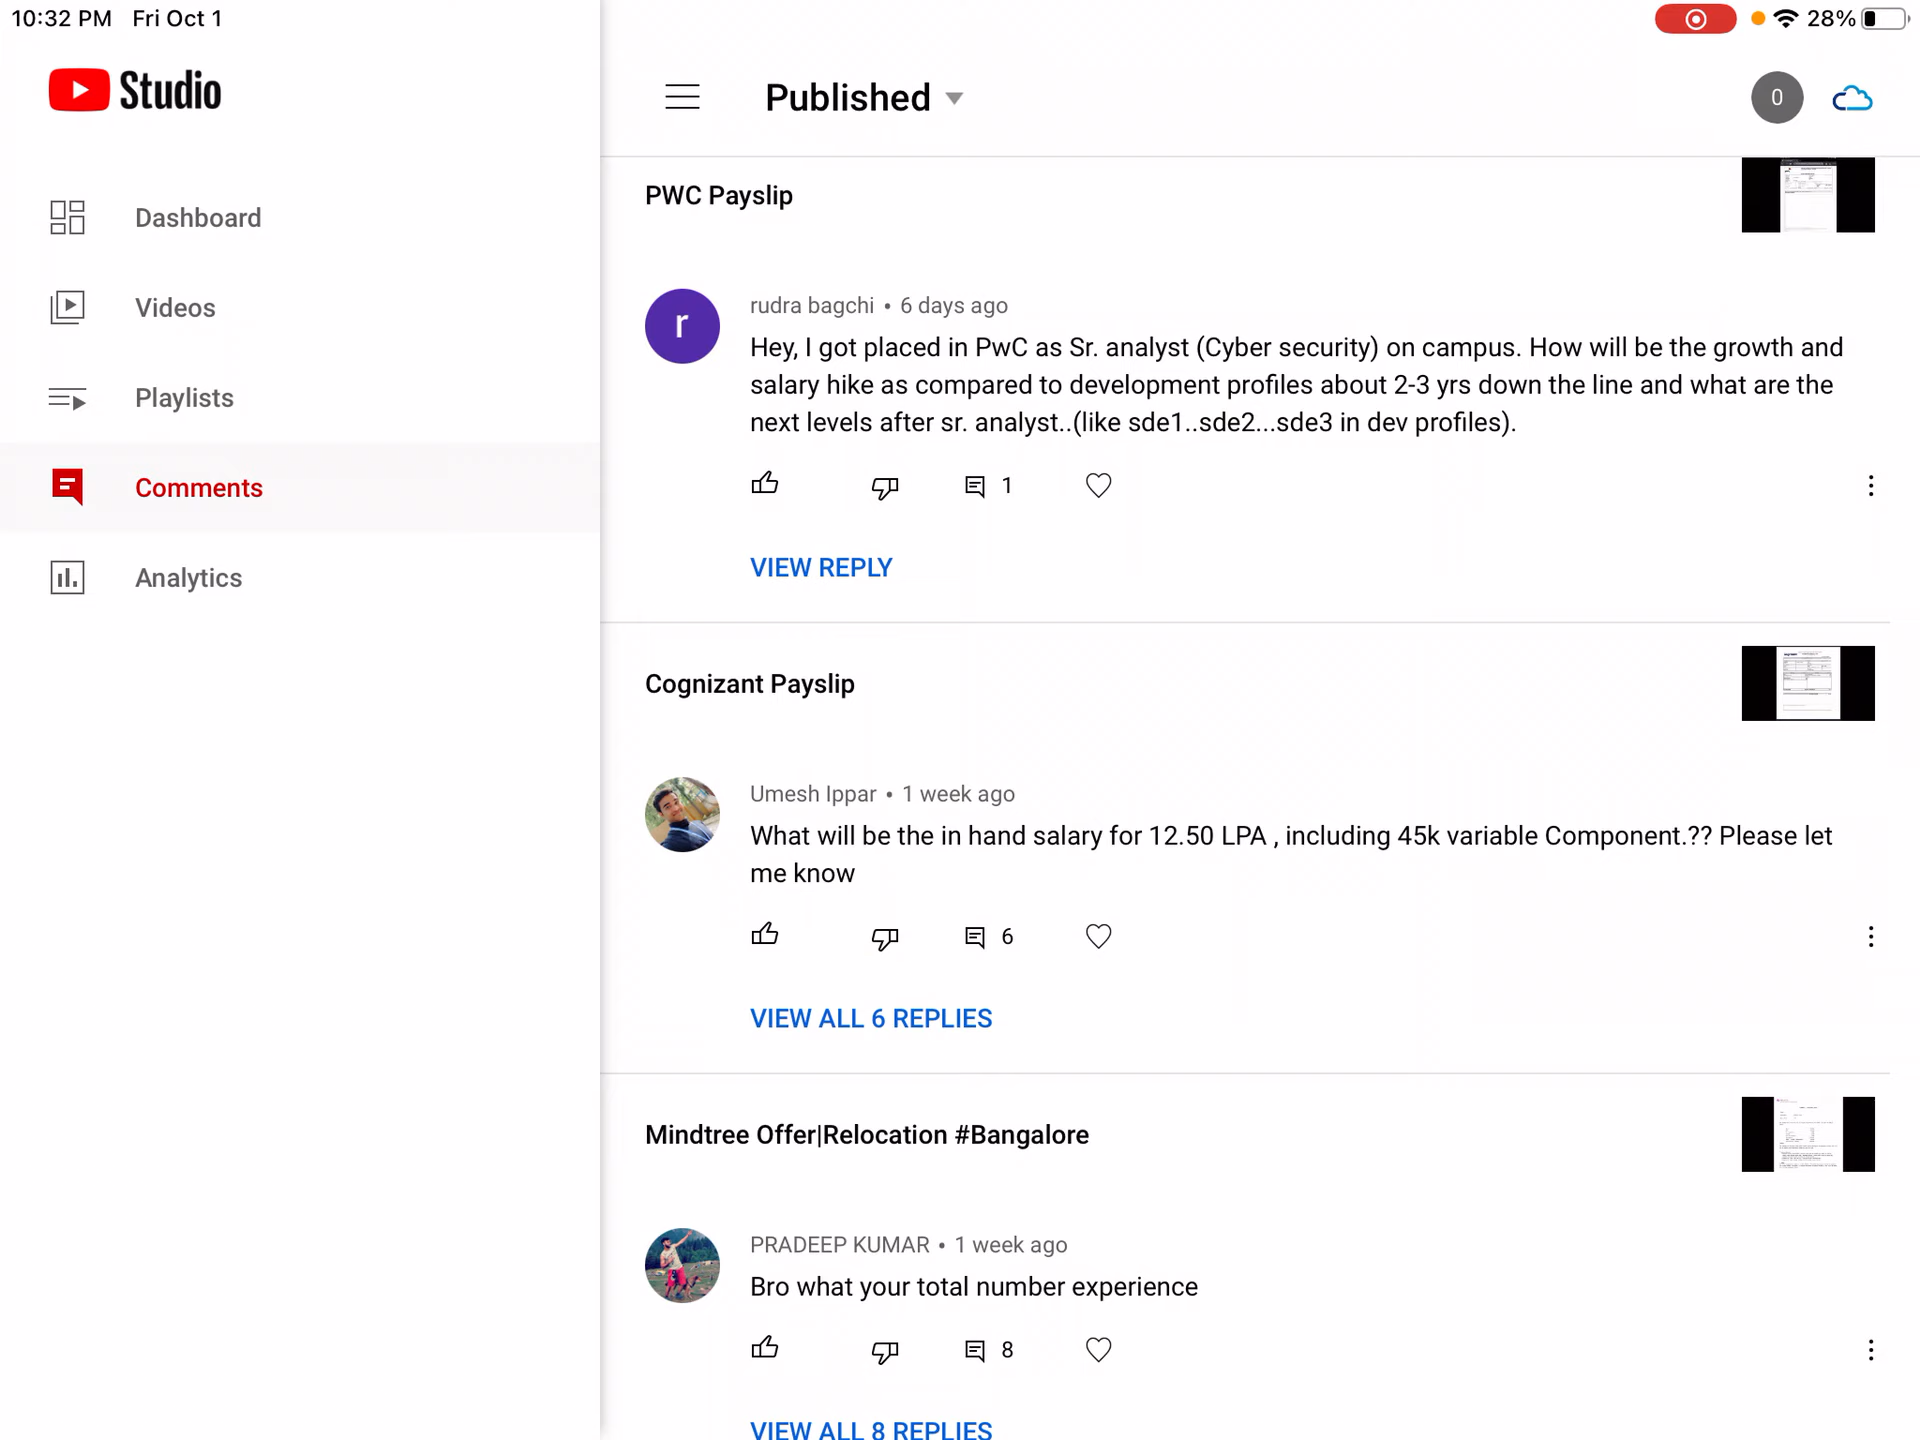 10:32 PM Fri Oct 1
28%
Studio
Published
0
Dashboard
Videos
Playlists
Comments
Analytics
PWC Payslip
r
rudra bagchi • 6 days ago
Hey, I got placed in PwC as Sr. analyst (Cyber security) on campus. How will be the growth and
salary hike as compared to development profiles about 2-3 yrs down the line and what are the
next levels after sr. analyst..(like sde1..sde2...sde3 in dev profiles).
1
VIEW REPLY
Cognizant Payslip
Umesh Ippar • 1 week ago
What will be the in hand salary for 12.50 LPA , including 45k variable Component.?? Please let
me know
6
VIEW ALL 6 REPLIES
Mindtree Offer|Relocation #Bangalore
PRADEEP KUMAR • 1 week ago
Bro what your total number experience
8
VIEW ALL 8 REPLIES